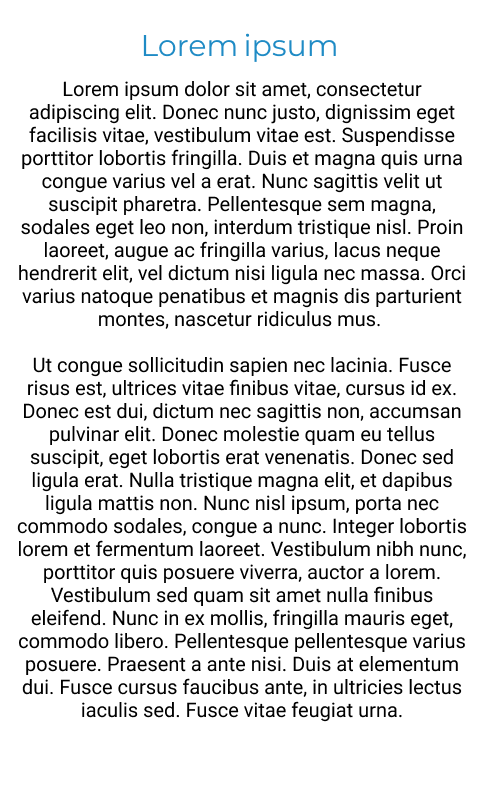 Lorem ipsum
Lorem ipsum dolor sit amet, consectetur
adipiscing elit. Donec nunc justo, dignissim eget
facilisis vitae, vestibulum vitae est. Suspendisse
porttitor lobortis fringilla. Duis et magna quis urna
congue varius vel a erat. Nunc sagittis velit ut
suscipit pharetra. Pellentesque sem magna,
sodales eget leo non, interdum tristique nisl. Proin
laoreet, augue ac fringilla varius, lacus neque
hendrerit elit, vel dictum nisi ligula nec massa. Orci
varius natoque penatibus et magnis dis parturient
montes, nascetur ridiculus mus.
Ut congue sollicitudin sapien nec lacinia. Fusce
risus est, ultrices vitae finibus vitae, cursus id ex.
Donec est dui, dictum nec sagittis non, accumsan
pulvinar elit. Donec molestie quam eu tellus
suscipit, eget lobortis erat venenatis. Donec sed
ligula erat. Nulla tristique magna elit, et dapibus
ligula mattis non. Nunc nisl ipsum, porta nec
commodo sodales, congue a nunc. Integer lobortis
lorem et fermentum laoreet. Vestibulum nibh nunc,
porttitor quis posuere viverra, auctor a lorem.
Vestibulum sed quam sit amet nulla finibus
eleifend. Nunc in ex mollis, fringilla mauris eget,
commodo libero. Pellentesque pellentesque varius
posuere. Praesent a ante nisi. Duis at elementum
dui. Fusce cursus faucibus ante, in ultricies lectus
iaculis sed. Fusce vitae feugiat urna.